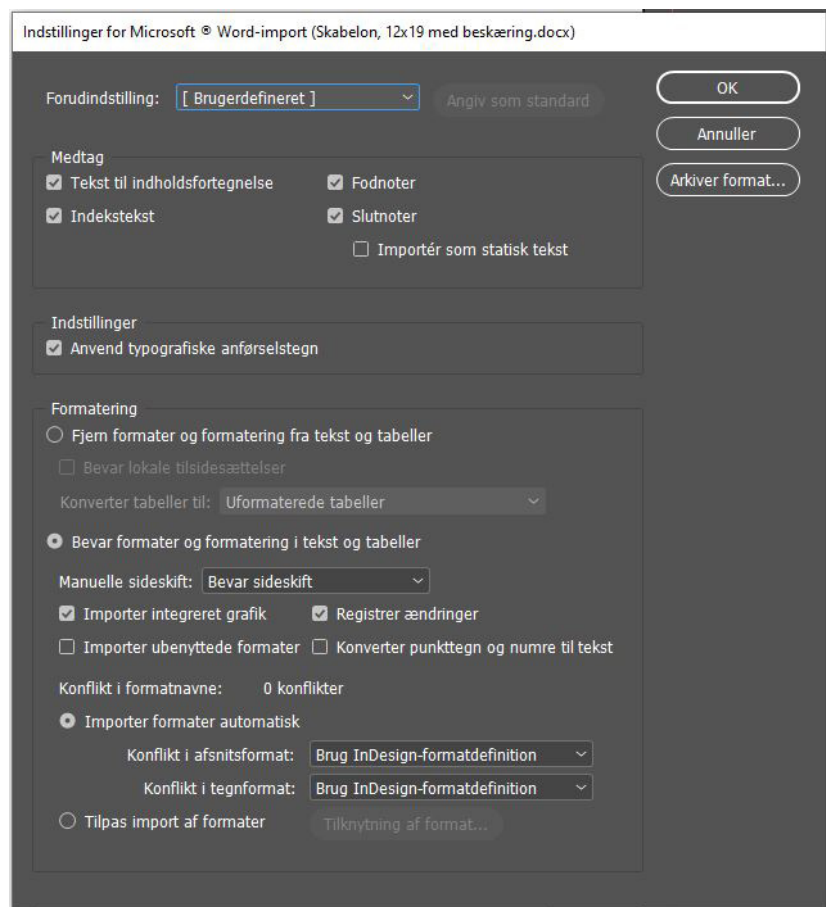 Indstillinger for Microsoft ® Word-import (Skabelon, 12x19 med beskæring.docx)
Forudindstilling: [ Brugerdefineret ] Angiv som standard OK
Annuller
Arkiver format...
Medtag
Tekst til indholdsfortegnelse Fodnoter
Indekstekst Slutnoter
Importér som statisk tekst
Indstillinger
Anvend typografiske anførselstegn
Formatering
Fjern formater og formatering fra tekst og tabeller
Bevar lokale tilsidesættelser
Konverter tabeller til: Uformaterede tabeller
Bevar formater og formatering i tekst og tabeller
Manuelle sideskift: Bevar sideskift
Importer integreret grafik Registrer ændringer
Importer ubenyttede formater Konverter punkttegn og numre til tekst
Konflikt i formatnavne: 0 konflikter
Importer formater automatisk
Konflikt i afsnitsformat: Brug InDesign-formatdefinition
Konflikt i tegnformat: Brug InDesign-formatdefinition
Tilpas import af formater Tilknytning af format...